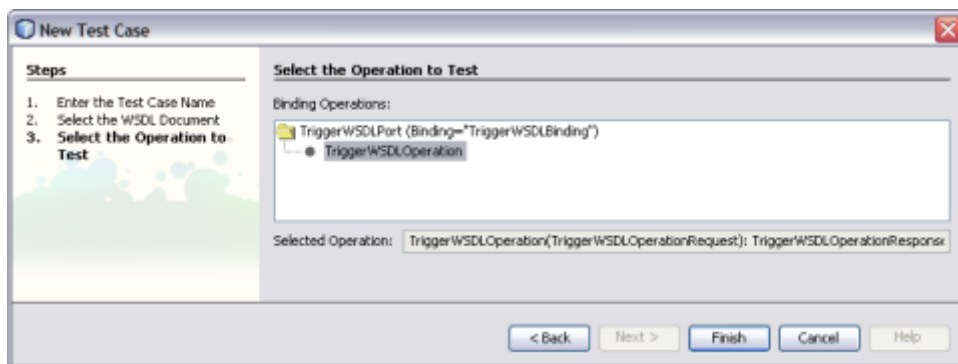 New Test Case
Steps
1. Enter the Test Case Name
2. Select the WSDL Document
3. Select the Operation to
Test
Select the Operation to Test
Binding Operations:
TriggerWSDLPort (Binding="TriggerWSDLBinding")
TriggerWSDLOperation
Selected Operation: TriggerWSDLOperation(TriggerWSDLOperationRequest): TriggerWSDLOperationResponse
< Back Next > Finish Cancel Help